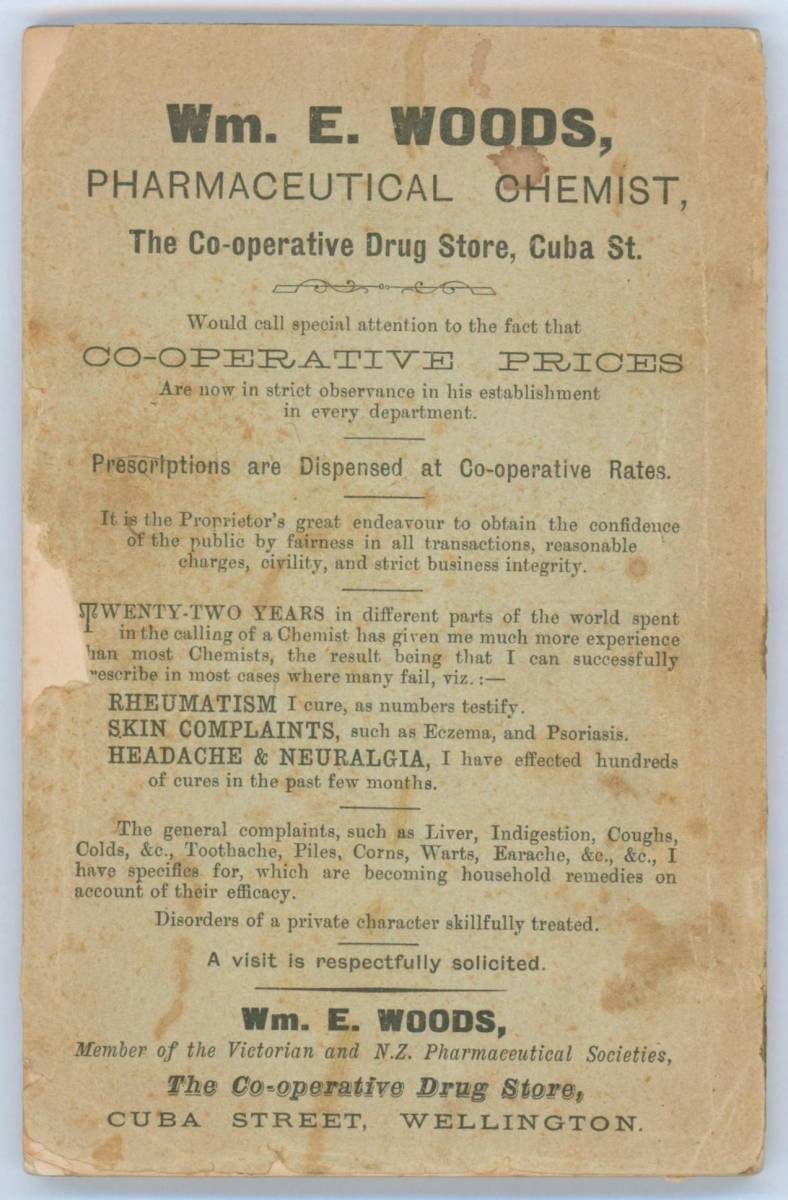 Wm. E. WOODS,
PHARMACEUTICAL CHEMIST,
The Co-operative Drug Store, Cuba St.
Would call special attention to the fact that
CO-OPERATIVE PRICES
Are now in strict observance in his establishment
in every department.
Prescriptions are Dispensed at Co-operative Rates.
It is the Proprietor's great endeavour to obtain the confidence
of the public by fairness in all transactions, reasonable
charges, civility, and strict business integrity.
TWENTY-TWO YEARS in different parts of the world spent
in the calling of a Chemist has given me much more experience
han most Chemists, the result being that I can successfully
rescribe in most cases where many fail, viz. :—
RHEUMATISM I cure, as numbers testify.
SKIN COMPLAINTS, such as Eczema, and Psoriasis.
HEADACHE & NEURALGIA, I have effected hundreds
of cures in the past few months.
The general complaints, such as Liver, Indigestion, Coughs,
Colds, &c., Toothache, Piles, Corns, Warts, Earache, &c., &c., I
have specifics for, which are becoming household remedies on
account of their efficacy.
Disorders of a private character skillfully treated.
A visit is respectfully solicited.
Wm. E. WOODS,
Member of the Victorian and N.Z. Pharmaceutical Societies,
The Co-operative Drug Store,
CUBA STREET, WELLINGTON.